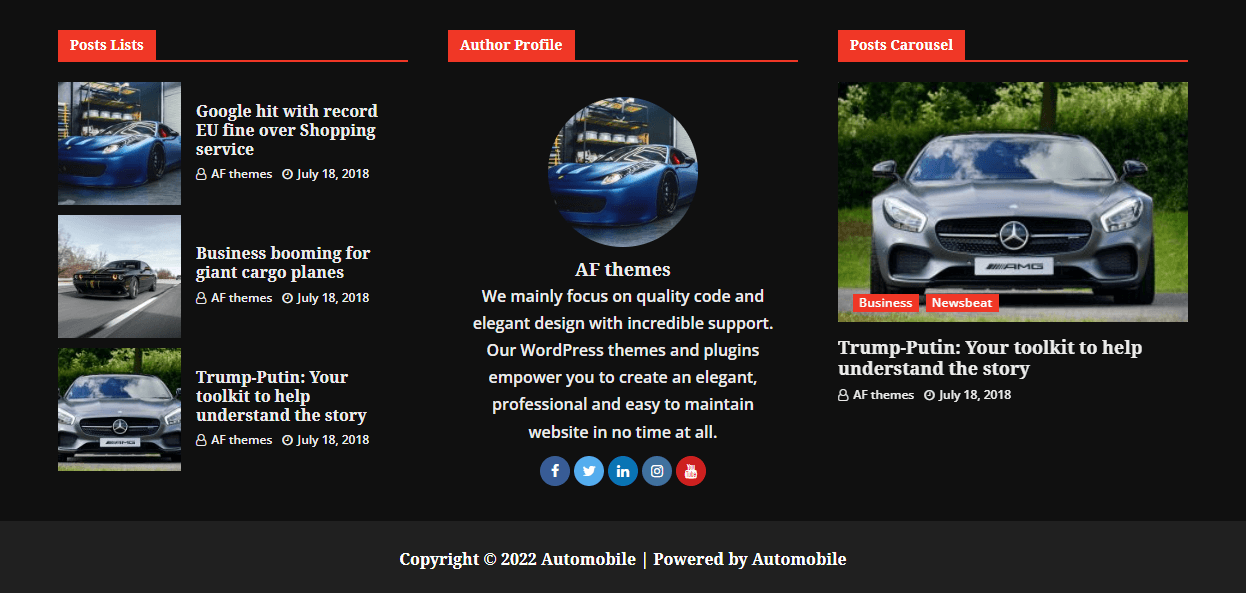 Posts Lists
Google hit with record
EU fine over Shopping
service
AF themes July 18, 2018
Business booming for
giant cargo planes
AF themes July 18, 2018
Trump-Putin: Your
toolkit to help
understand the story
AF themes July 18, 2018
Author Profile
AF themes
We mainly focus on quality code and
elegant design with incredible support.
Our WordPress themes and plugins
empower you to create an elegant,
professional and easy to maintain
website in no time at all.
Posts Carousel
AMG
Business Newsbeat
Trump-Putin: Your toolkit to help
understand the story
AF themes July 18, 2018
Copyright © 2022 Automobile | Powered by Automobile